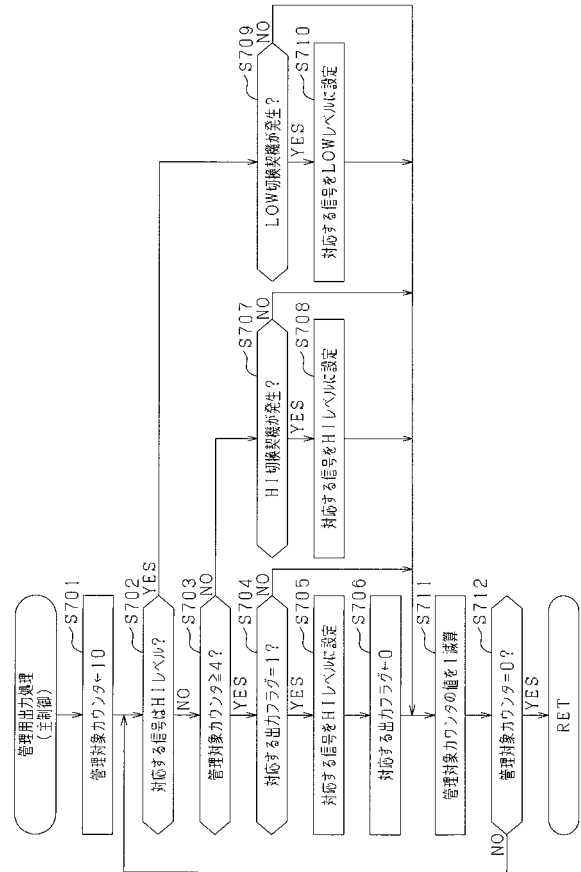 管理用出力処理
(主制御)
S701
管理対象カウンタ←10
S702
対応する信号はHIレベル?
YES
NO
S703
管理対象カウンタ≧4?
NO
YES
S704
対応する出力フラグ=1?
NO
YES
S705
対応する信号をHIレベルに設定
S706
対応する出力フラグ←0
S707
HI切換契機が発生?
NO
YES
S708
対応する信号をHIレベルに設定
S709
LOW切換契機が発生?
NO
YES
S710
対応する信号をLOWレベルに設定
S711
管理対象カウンタの値を1減算
S712
管理対象カウンタ=0?
NO
YES
RET